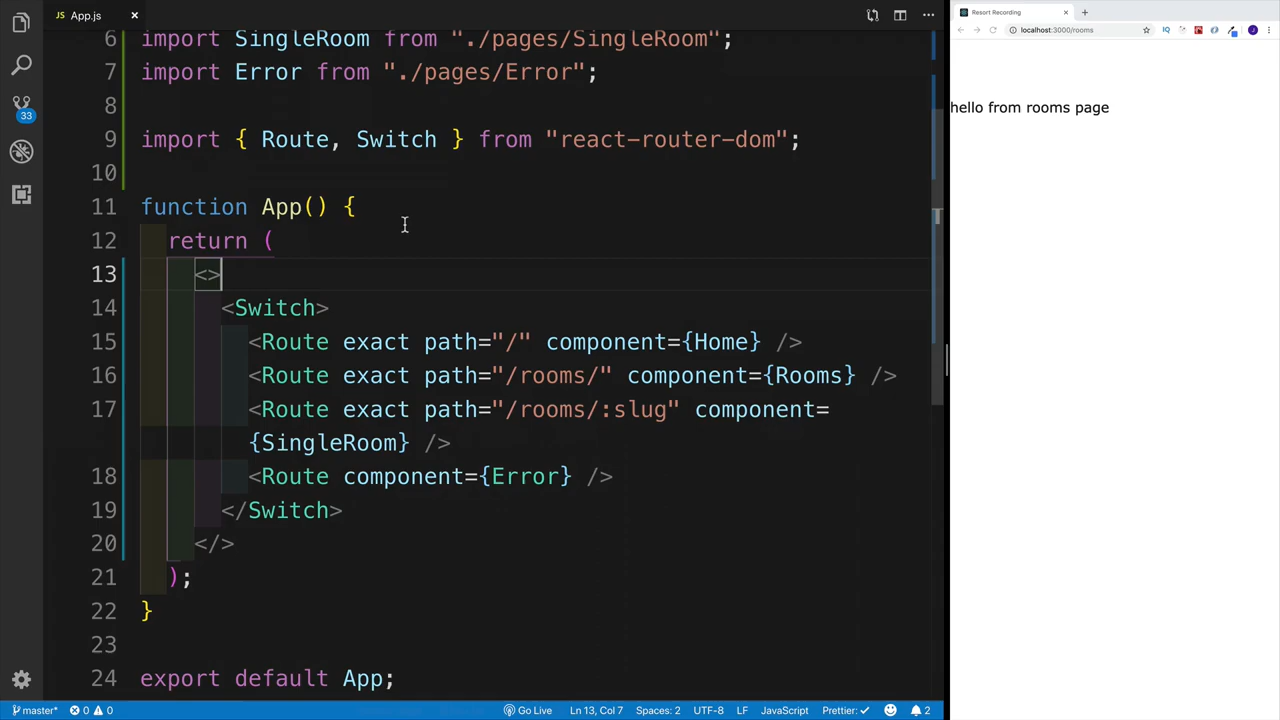 App.js
Resort Recording
localhost:3000/rooms
6 import SingleRoom from "./pages/SingleRoom";
7 import Error from "./pages/Error";
8
9 import { Route, Switch } from "react-router-dom";
10
11 function App() {
12 return (
13 <>
14 <Switch>
15 <Route exact path="/" component={Home} />
16 <Route exact path="/rooms/" component={Rooms} />
17 <Route exact path="/rooms/:slug" component=
{SingleRoom} />
18 <Route component={Error} />
19 </Switch>
20 </>
21 );
22 }
23
24 export default App;
hello from rooms page
33
master* 0 0 Go Live Ln 13, Col 7 Spaces: 2 UTF-8 LF JavaScript Prettier: ✓ 2